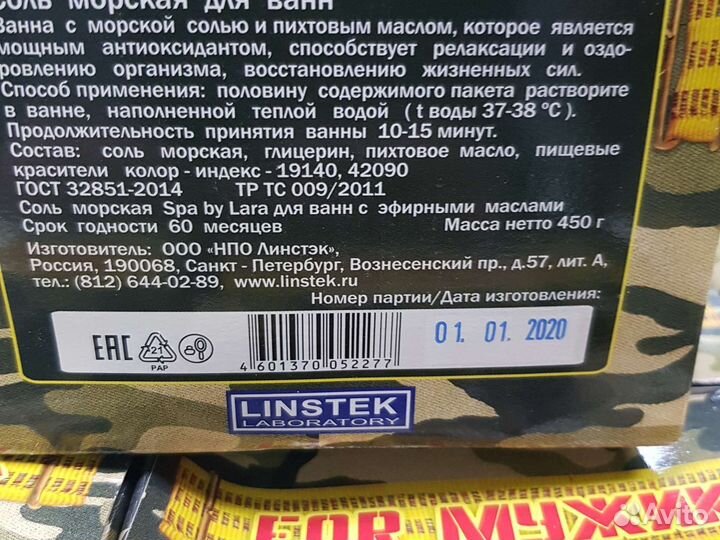 соль морская для ванн
Ванна с морской солью и пихтовым маслом, которое является
мощным антиоксидантом, способствует релаксации и оздо-
ровлению организма, восстановлению жизненных сил.
Способ применения: половину содержимого пакета растворите
в ванне, наполненной теплой водой ( t воды 37-38 °C ).
Продолжительность принятия ванны 10-15 минут.
Состав: соль морская, глицерин, пихтовое масло, пищевые
красители колор - индекс - 19140, 42090
ГОСТ 32851-2014 ТР ТС 009/2011
Соль морская Spa by Lara для ванн с эфирными маслами
Срок годности 60 месяцев Масса нетто 450 г
Изготовитель: ООО «НПО Линстэк»,
Россия, 190068, Санкт - Петербург, Вознесенский пр., д.57, лит. А,
тел.: (812) 644-02-89, www.linstek.ru
Номер партии/Дата изготовления:
EAC 21 PAP 4 601370 052277 01. 01. 2020
LINSTEK
LABORATORY
FOR МУЖИК
Avito